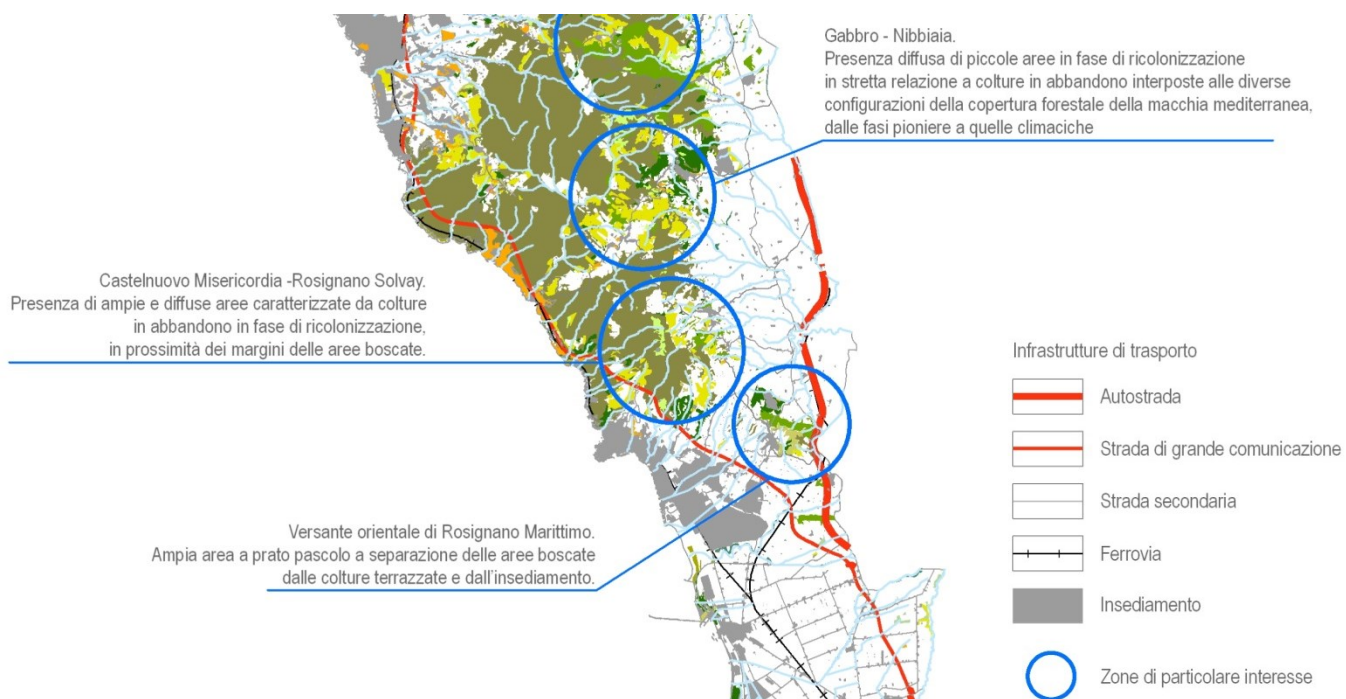 Gabbro - Nibbiaia.
Presenza diffusa di piccole aree in fase di ricolonizzazione
in stretta relazione a colture in abbandono interposte alle diverse
configurazioni della copertura forestale della macchia mediterranea,
dalle fasi pioniere a quelle climaciche
Castelnuovo Misericordia -Rosignano Solvay.
Presenza di ampie e diffuse aree caratterizzate da colture
in abbandono in fase di ricolonizzazione,
in prossimità dei margini delle aree boscate.
Versante orientale di Rosignano Marittimo.
Ampia area a prato pascolo a separazione delle aree boscate
dalle colture terrazzate e dall'insediamento.
Infrastrutture di trasporto
Autostrada
Strada di grande comunicazione
Strada secondaria
Ferrovia
Insediamento
Zone di particolare interesse